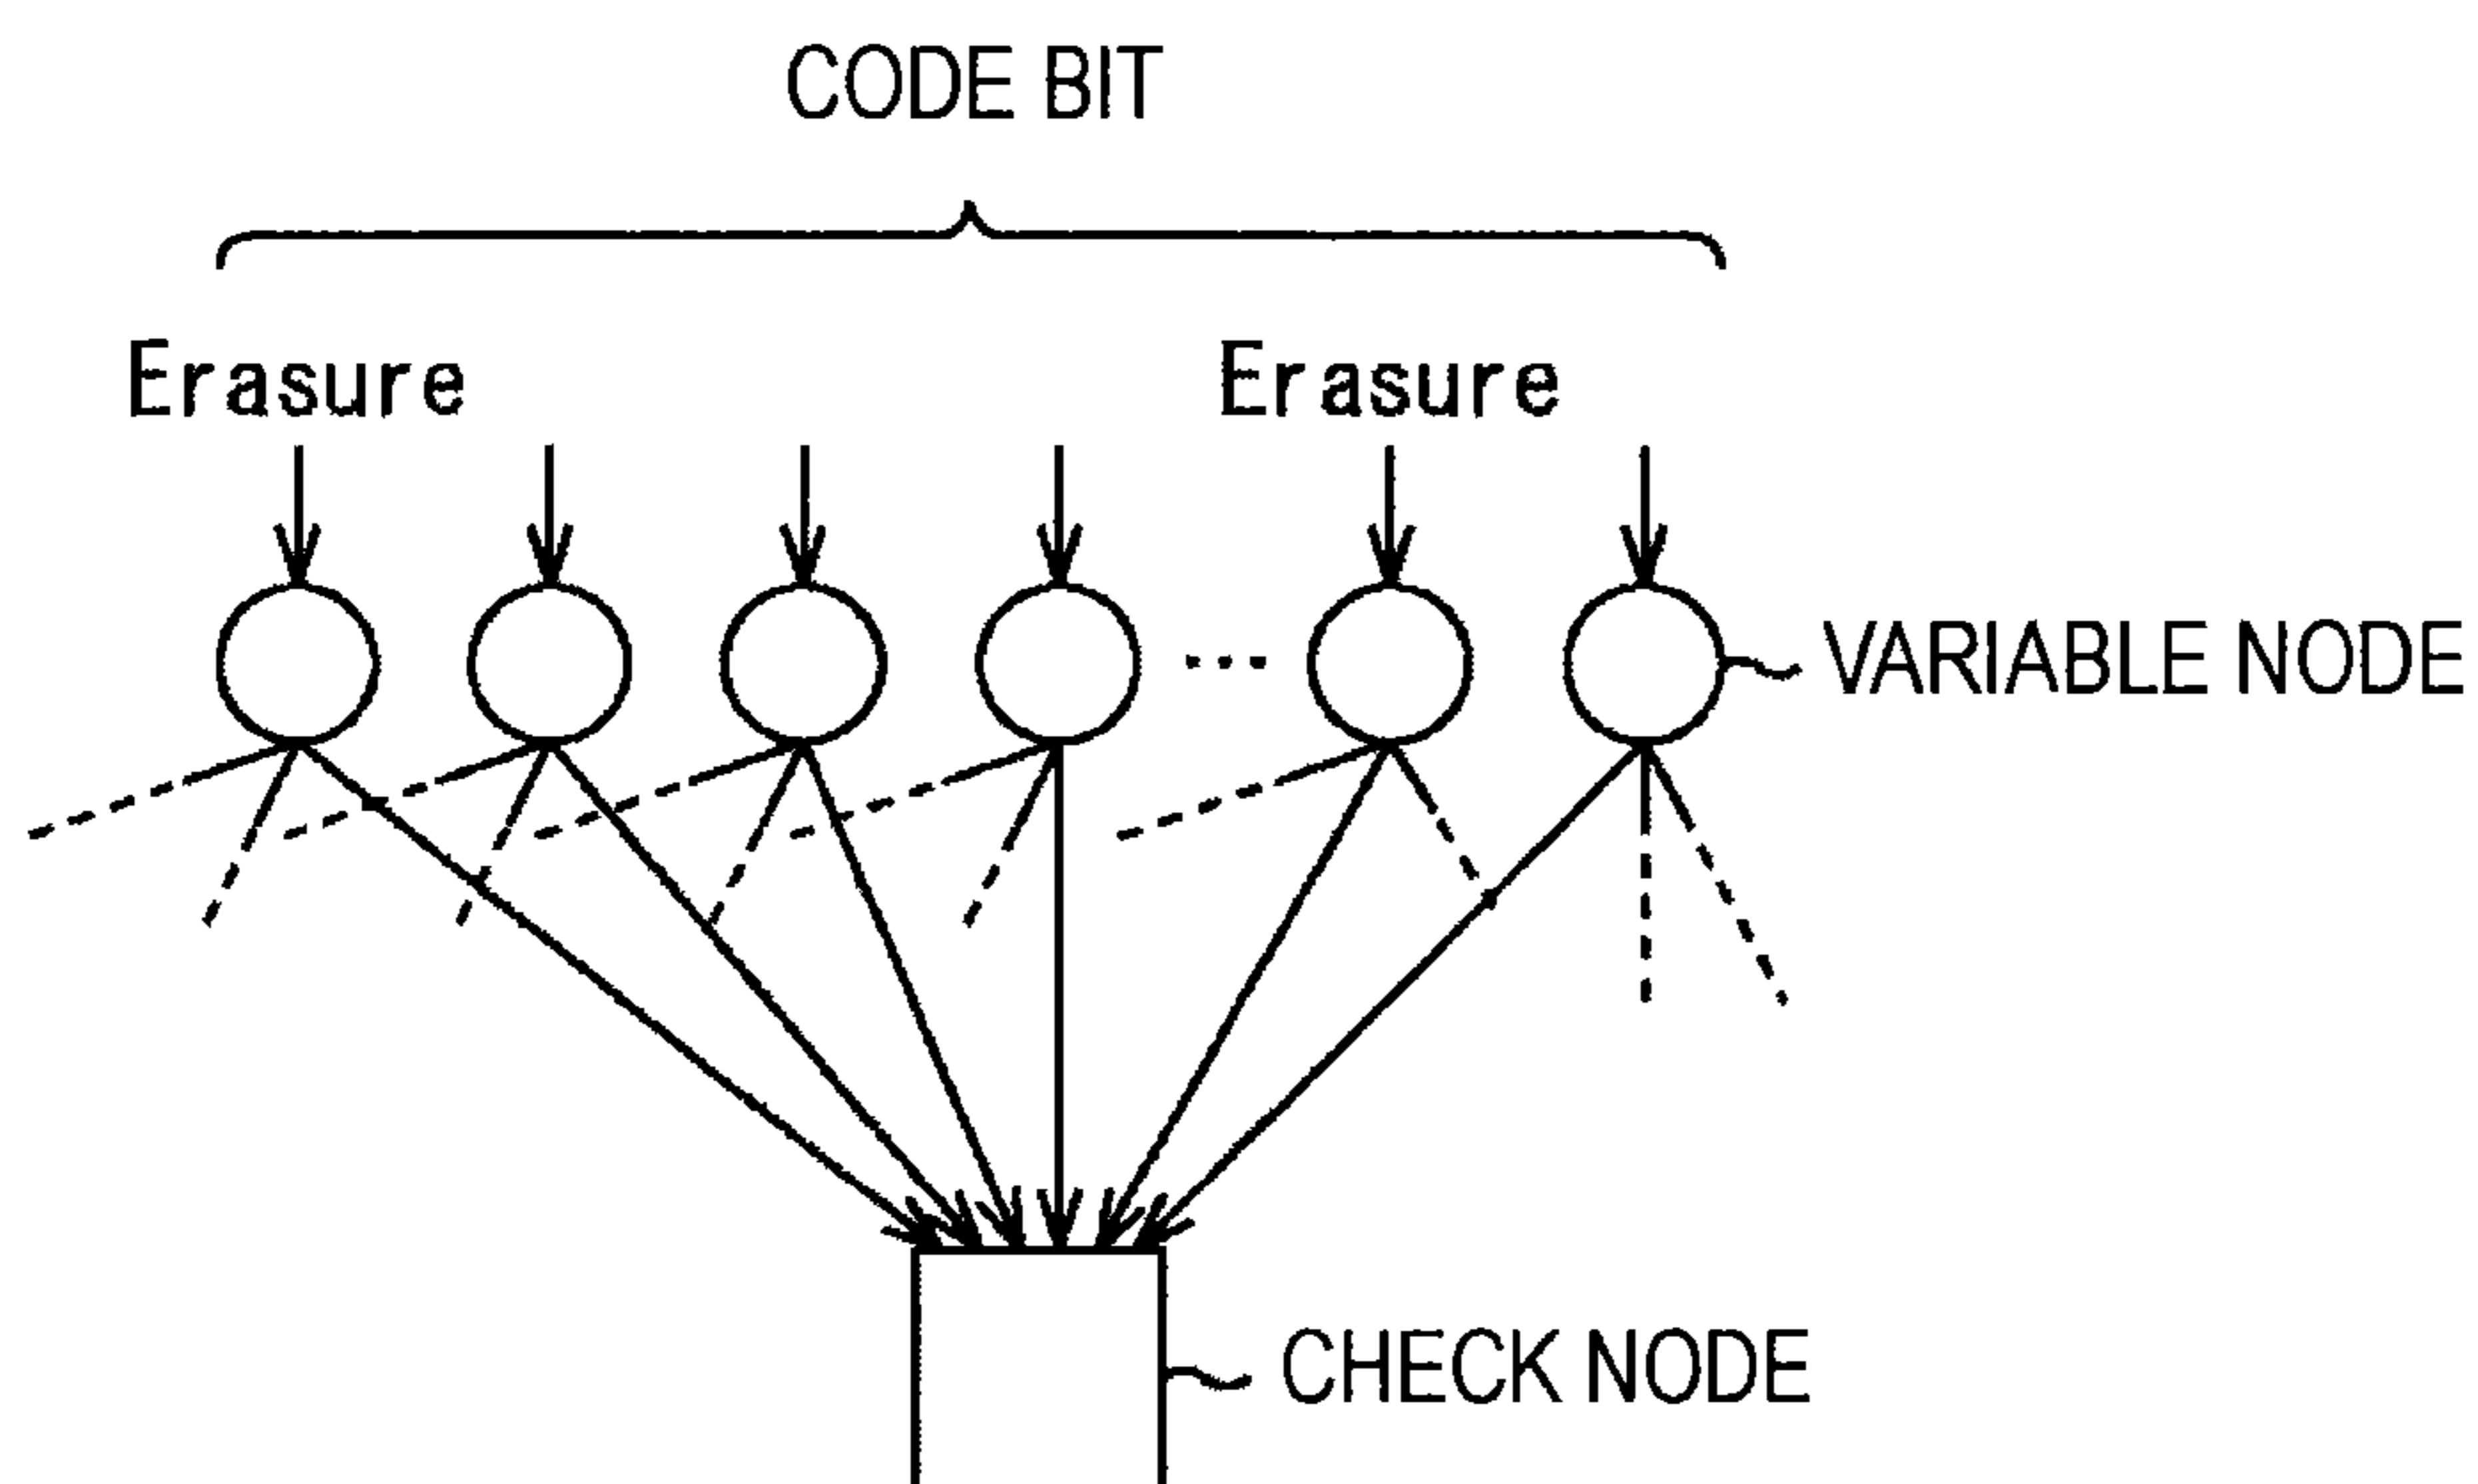 CODE BIT
Erasure Erasure
...
VARIABLE NODE
CHECK NODE